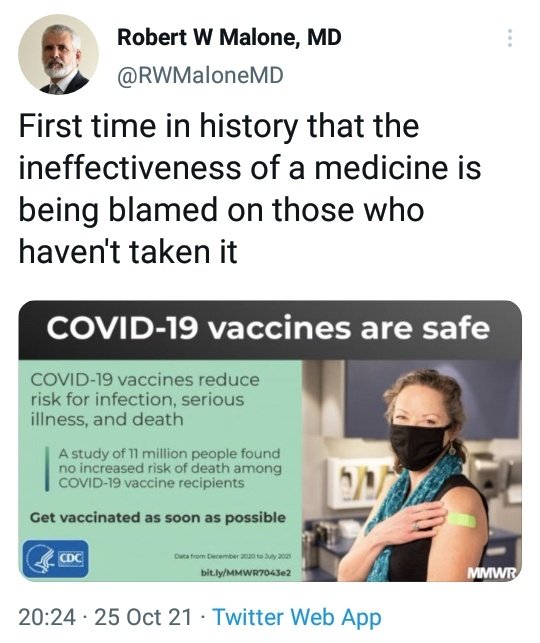 Robert W Malone, MD
@RWMaloneMD
First time in history that the
ineffectiveness of a medicine is
being blamed on those who
haven't taken it
COVID-19 vaccines are safe
COVID-19 vaccines reduce
risk for infection, serious
illness, and death
A study of 11 million people found
no increased risk of death among
COVID-19 vaccine recipients
Get vaccinated as soon as possible
CDC
Data from December 2020 to July 2021
bit.ly/MMWR7043e2
MMWR
20:24 · 25 Oct 21 · Twitter Web App